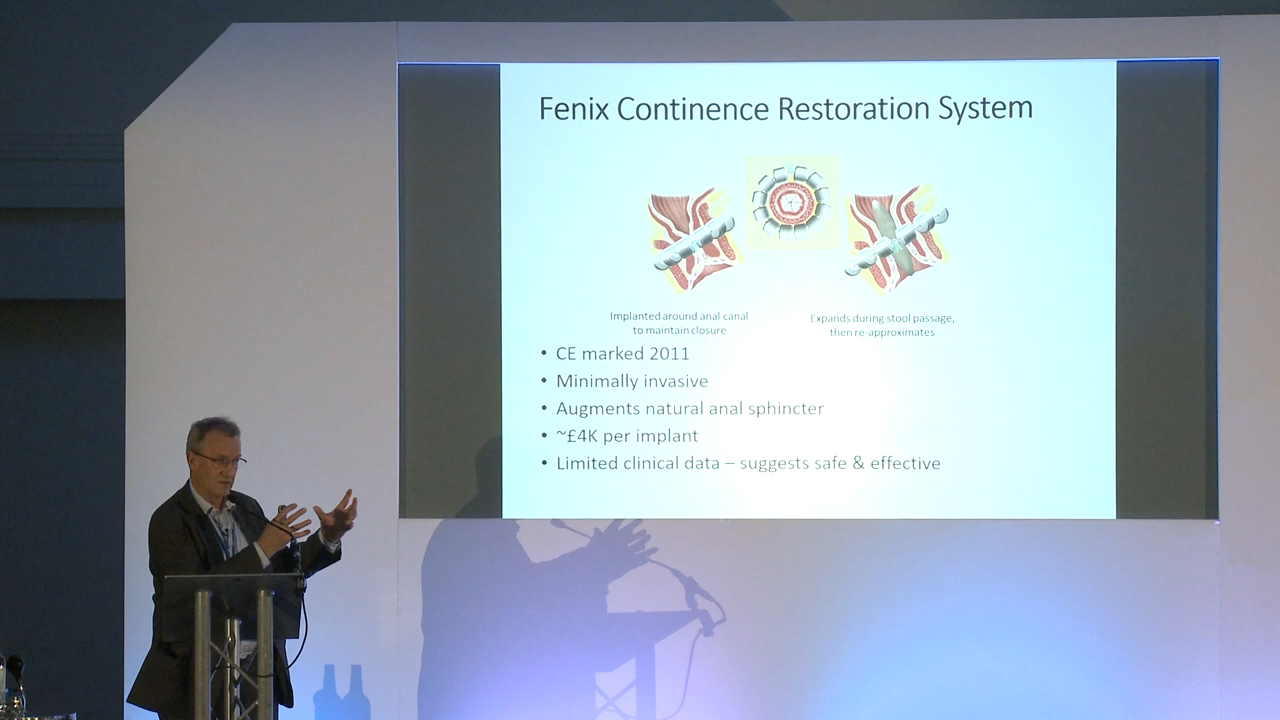 Fenix Continence Restoration System
Implanted around anal canal
to maintain closure
Expands during stool passage,
then re-approximates
• CE marked 2011
• Minimally invasive
• Augments natural anal sphincter
• ~£4K per implant
• Limited clinical data – suggests safe & effective